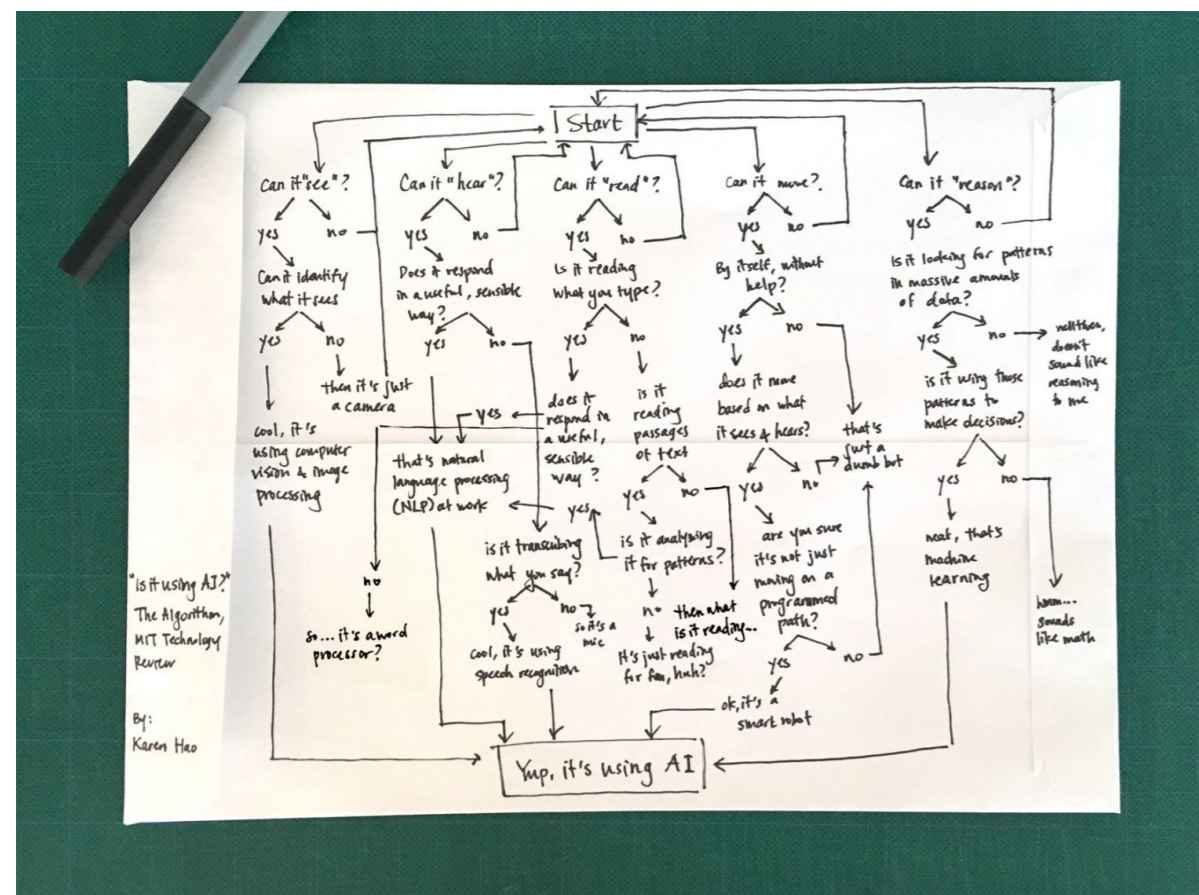 Start
Can it "see"?
yes
no
Can it identify
what it sees
yes
no
then it's just
a camera
cool, it's
using computer
vision & image
processing
Can it "hear"?
yes
no
Does it respond
in a useful, sensible
way?
yes
no
that's natural
language processing
(NLP) at work
is it transcribing
what you say?
yes
no
so it's a
mic
Cool, it's using
speech recognition
Can it "read"?
yes
no
Is it reading
what you type?
yes
no
does it
respond in
a useful,
sensible
way?
yes
no
so... it's a word
processor?
is it
reading
passages
of text
yes
no
then what
is it reading...
is it analyzing
it for patterns?
yes
no
It's just reading
for fun, huh?
Can it move?
yes
no
By itself, without
help?
yes
no
does it move
based on what
it sees & hears?
yes
no
that's
just a
dumb bot
are you sure
it's not just
moving on a
programmed
path?
yes
no
ok, it's a
smart robot
Can it "reason"?
yes
no
Is it looking for patterns
in massive amounts
of data?
yes
no
well then,
doesn't
sound like
reasoning
to me
is it using those
patterns to
make decisions?
yes
no
neat, that's
machine
learning
hmm...
sounds
like math
Yup, it's using AI
"Is it using AI?"
The Algorithm,
MIT Technology
Review
By:
Karen Hao